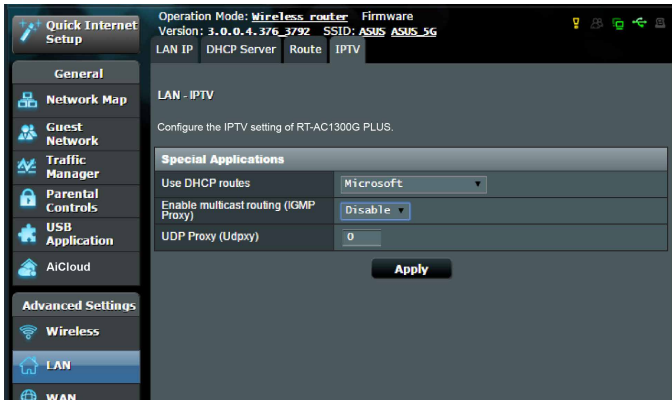 Quick Internet
Setup
Operation Mode: Wireless router Firmware
Version: 3.0.0.4.376_3792 SSID: ASUS ASUS_5G
LAN IP DHCP Server Route IPTV
General
Network Map
Guest
Network
Traffic
Manager
Parental
Controls
USB
Application
AiCloud
Advanced Settings
Wireless
LAN
WAN
LAN - IPTV
Configure the IPTV setting of RT-AC1300G PLUS.
Special Applications
Use DHCP routes Microsoft
Enable multicast routing (IGMP
Proxy) Disable
UDP Proxy (Udpxy) 0
Apply